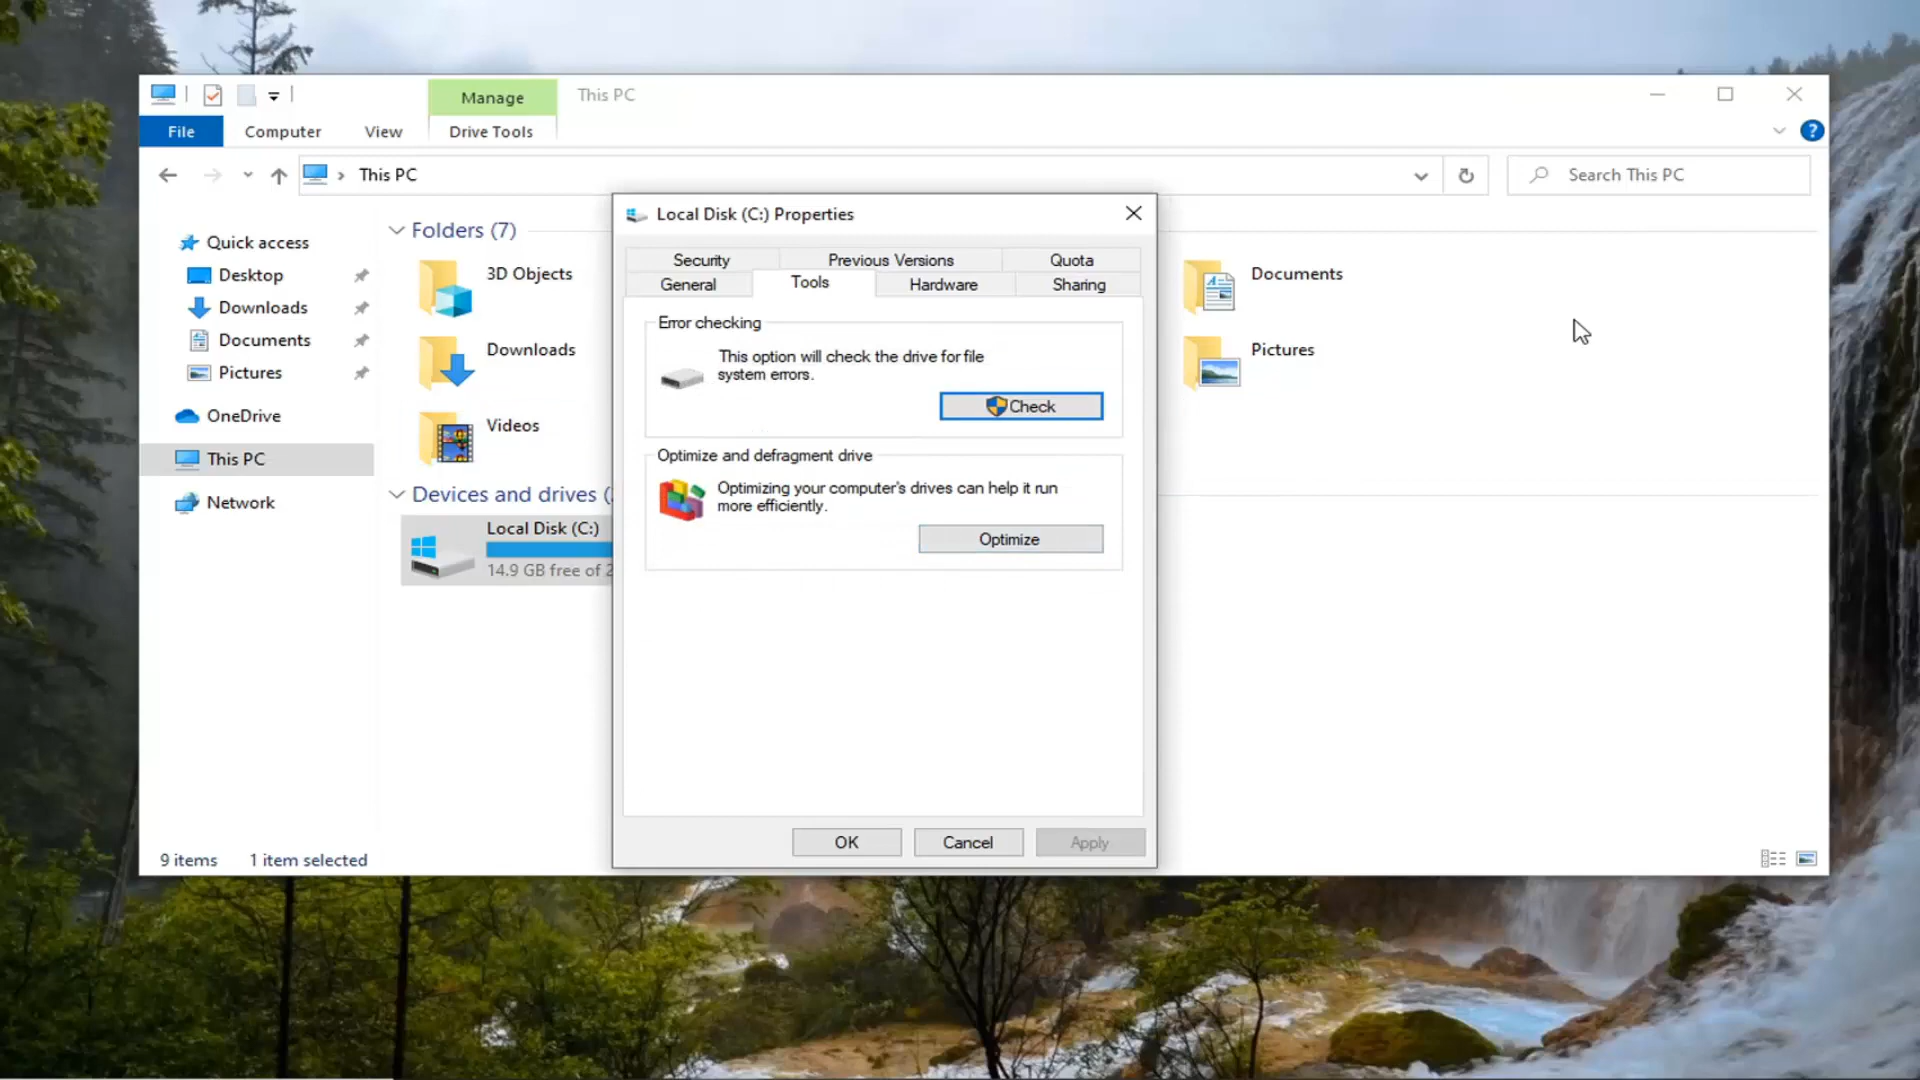 Manage
This PC
File
Computer
View
Drive Tools
?
This PC
Search This PC
Local Disk (C:) Properties
Security
Previous Versions
Quota
General
Tools
Hardware
Sharing
Error checking
This option will check the drive for file
system errors.
Check
Optimize and defragment drive
Optimizing your computer's drives can help it run
more efficiently.
Optimize
OK
Cancel
Apply
Quick access
Desktop
Downloads
Documents
Pictures
OneDrive
This PC
Network
Folders (7)
3D Objects
Downloads
Videos
Documents
Pictures
Devices and drives (
Local Disk (C:)
14.9 GB free of 2
9 items
1 item selected